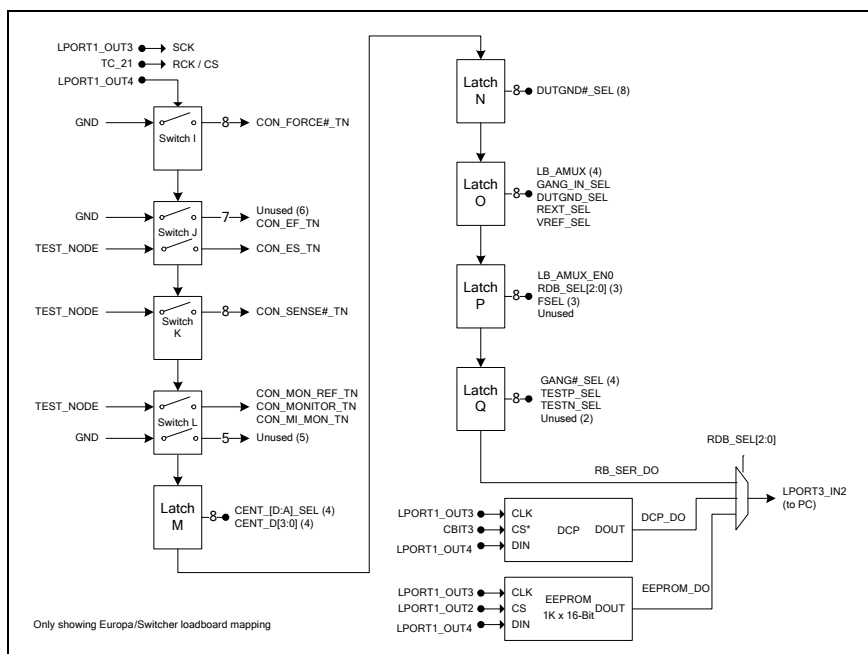 LPORT1_OUT3
SCK
TC_21
RCK / CS
LPORT1_OUT4
GND
Switch I
8
CON_FORCE#_TN
GND
Switch J
7
Unused (6)
CON_EF_TN
TEST_NODE
CON_ES_TN
TEST_NODE
Switch
K
8
CON_SENSE#_TN
TEST_NODE
Switch L
CON_MON_REF_TN
CON_MONITOR_TN
CON_MI_MON_TN
GND
5
Unused (5)
Latch
M
8
CENT_[D:A]_SEL (4)
CENT_D[3:0] (4)
Latch
N
8
DUTGND#_SEL (8)
Latch
O
8
LB_AMUX (4)
GANG_IN_SEL
DUTGND_SEL
REXT_SEL
VREF_SEL
Latch
P
8
LB_AMUX_EN0
RDB_SEL[2:0] (3)
FSEL (3)
Unused
Latch
Q
8
GANG#_SEL (4)
TESTP_SEL
TESTN_SEL
Unused (2)
RDB_SEL[2:0]
RB_SER_DO
LPORT3_IN2
(to PC)
LPORT1_OUT3
CLK
CBIT3
CS*
DCP
DOUT
DCP_DO
LPORT1_OUT4
DIN
LPORT1_OUT3
CLK
LPORT1_OUT2
CS
EEPROM
1K x 16-Bit
DOUT
EEPROM_DO
LPORT1_OUT4
DIN
Only showing Europa/Switcher loadboard mapping